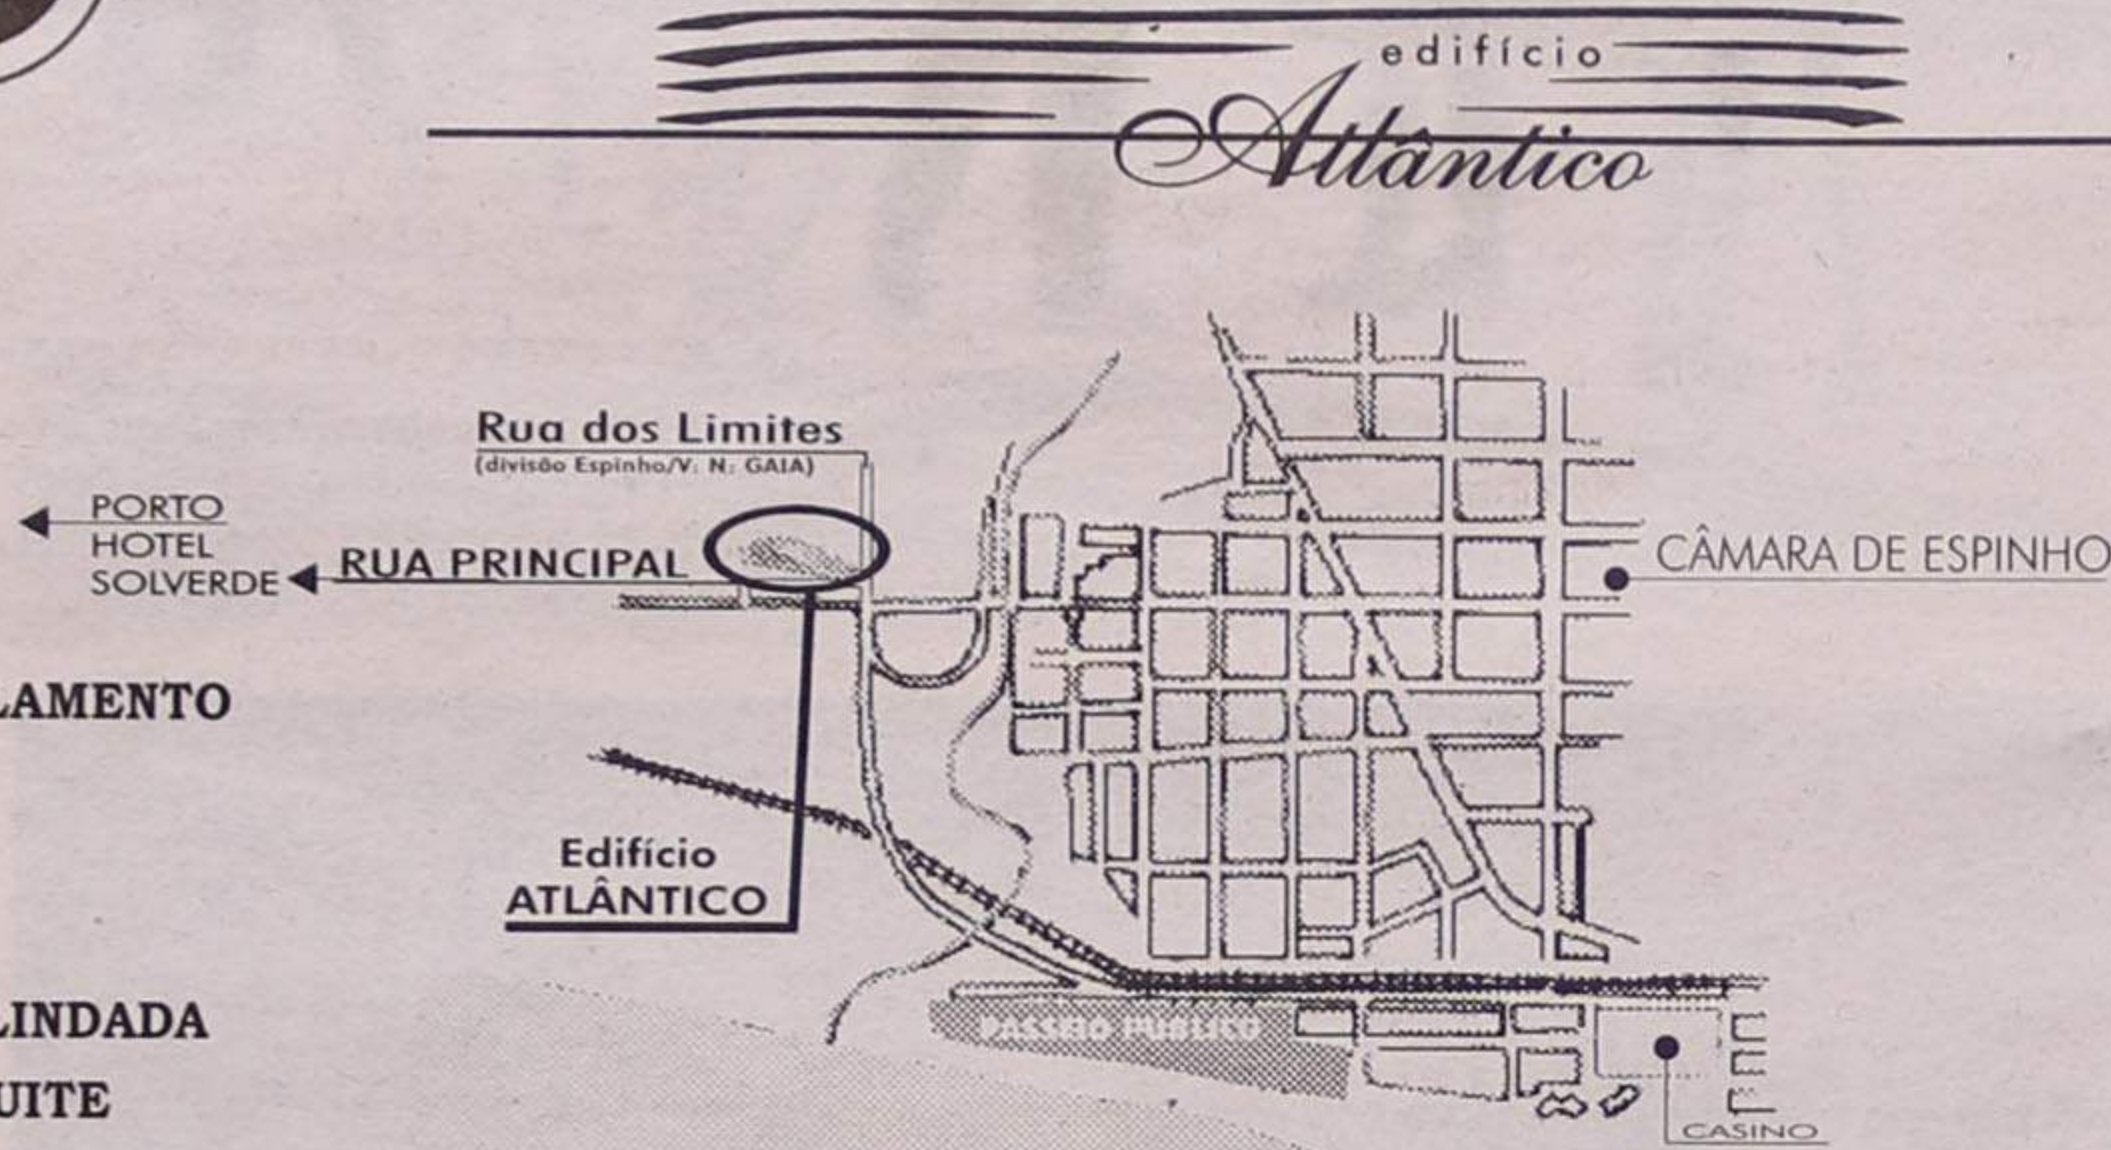 edifício
Atlântico
Rua dos Limites
(divisão Espinho/V. N. GAIA)
PORTO
HOTEL
SOLVERDE
RUA PRINCIPAL
CÂMARA DE ESPINHO
LAMENTO
Edifício
ATLÂNTICO
LINDADA
PASSEIO PUBLICO
UITE
CASINO